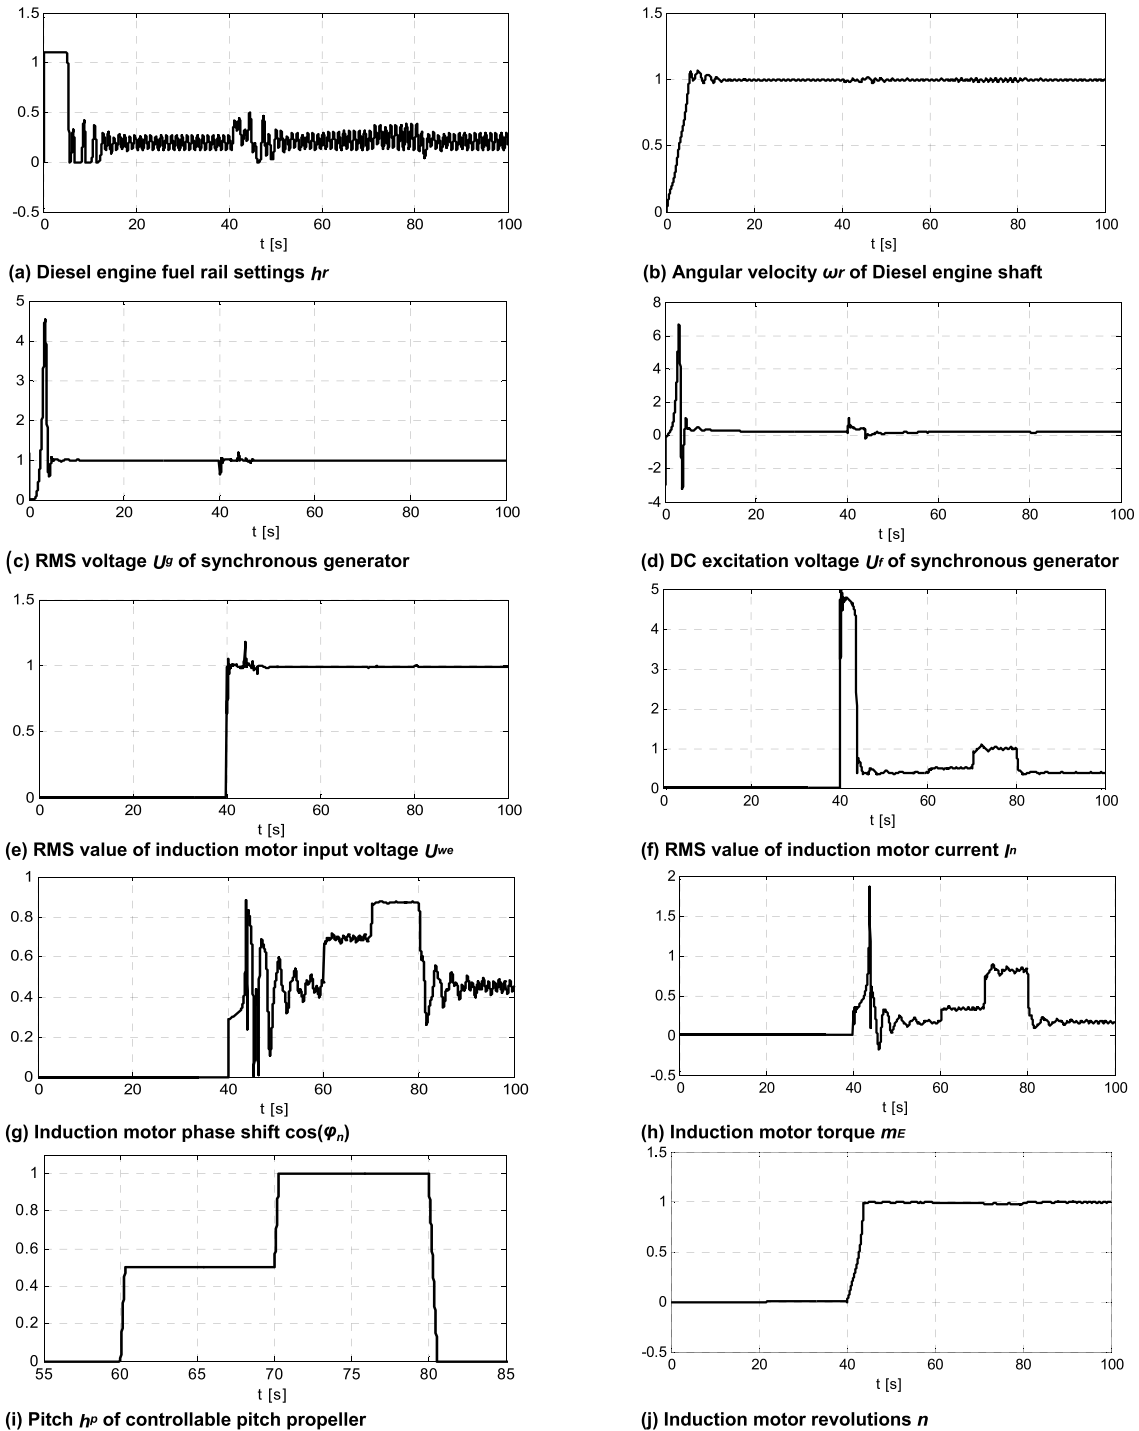 1.5
1
0.5
0
-0.5
0 20 40 60 80 100
t [s]
(a) Diesel engine fuel rail settings hr
1.5
1
0.5
0
0 20 40 60 80 100
t [s]
(b) Angular velocity ωr of Diesel engine shaft
5
4
3
2
1
0
0 20 40 60 80 100
t [s]
(c) RMS voltage Ug of synchronous generator
8
6
4
2
0
-2
-4
0 20 40 60 80 100
t [s]
(d) DC excitation voltage Uf of synchronous generator
1.5
1
0.5
0
0 20 40 60 80 100
t [s]
(e) RMS value of induction motor input voltage Uwe
5
4
3
2
1
0
0 20 40 60 80 100
t [s]
(f) RMS value of induction motor current In
1
0.8
0.6
0.4
0.2
0
0 20 40 60 80 100
t [s]
(g) Induction motor phase shift cos(φn)
2
1.5
1
0.5
0
-0.5
0 20 40 60 80 100
t [s]
(h) Induction motor torque mE
1
0.8
0.6
0.4
0.2
0
55 60 65 70 75 80 85
t [s]
(i) Pitch hp of controllable pitch propeller
1.5
1
0.5
0
-0.5
0 20 40 60 80 100
t [s]
(j) Induction motor revolutions n